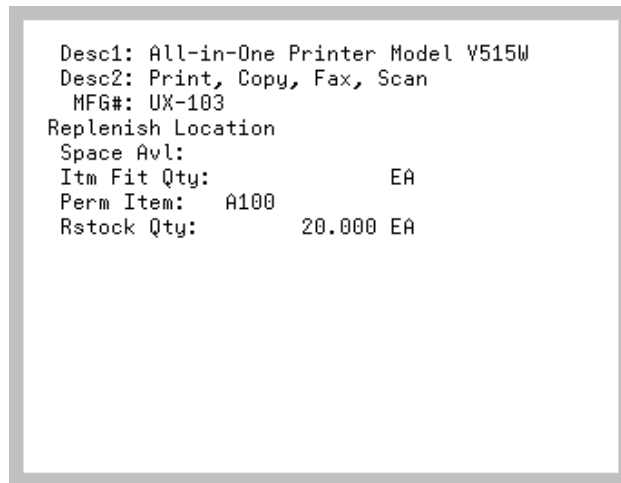 Desc1: All-in-One Printer Model V515W
Desc2: Print, Copy, Fax, Scan
MFG#: UX-103
Replenish Location
Space Avl:
Itm Fit Qty: EA
Perm Item: A100
Rstock Qty: 20.000 EA